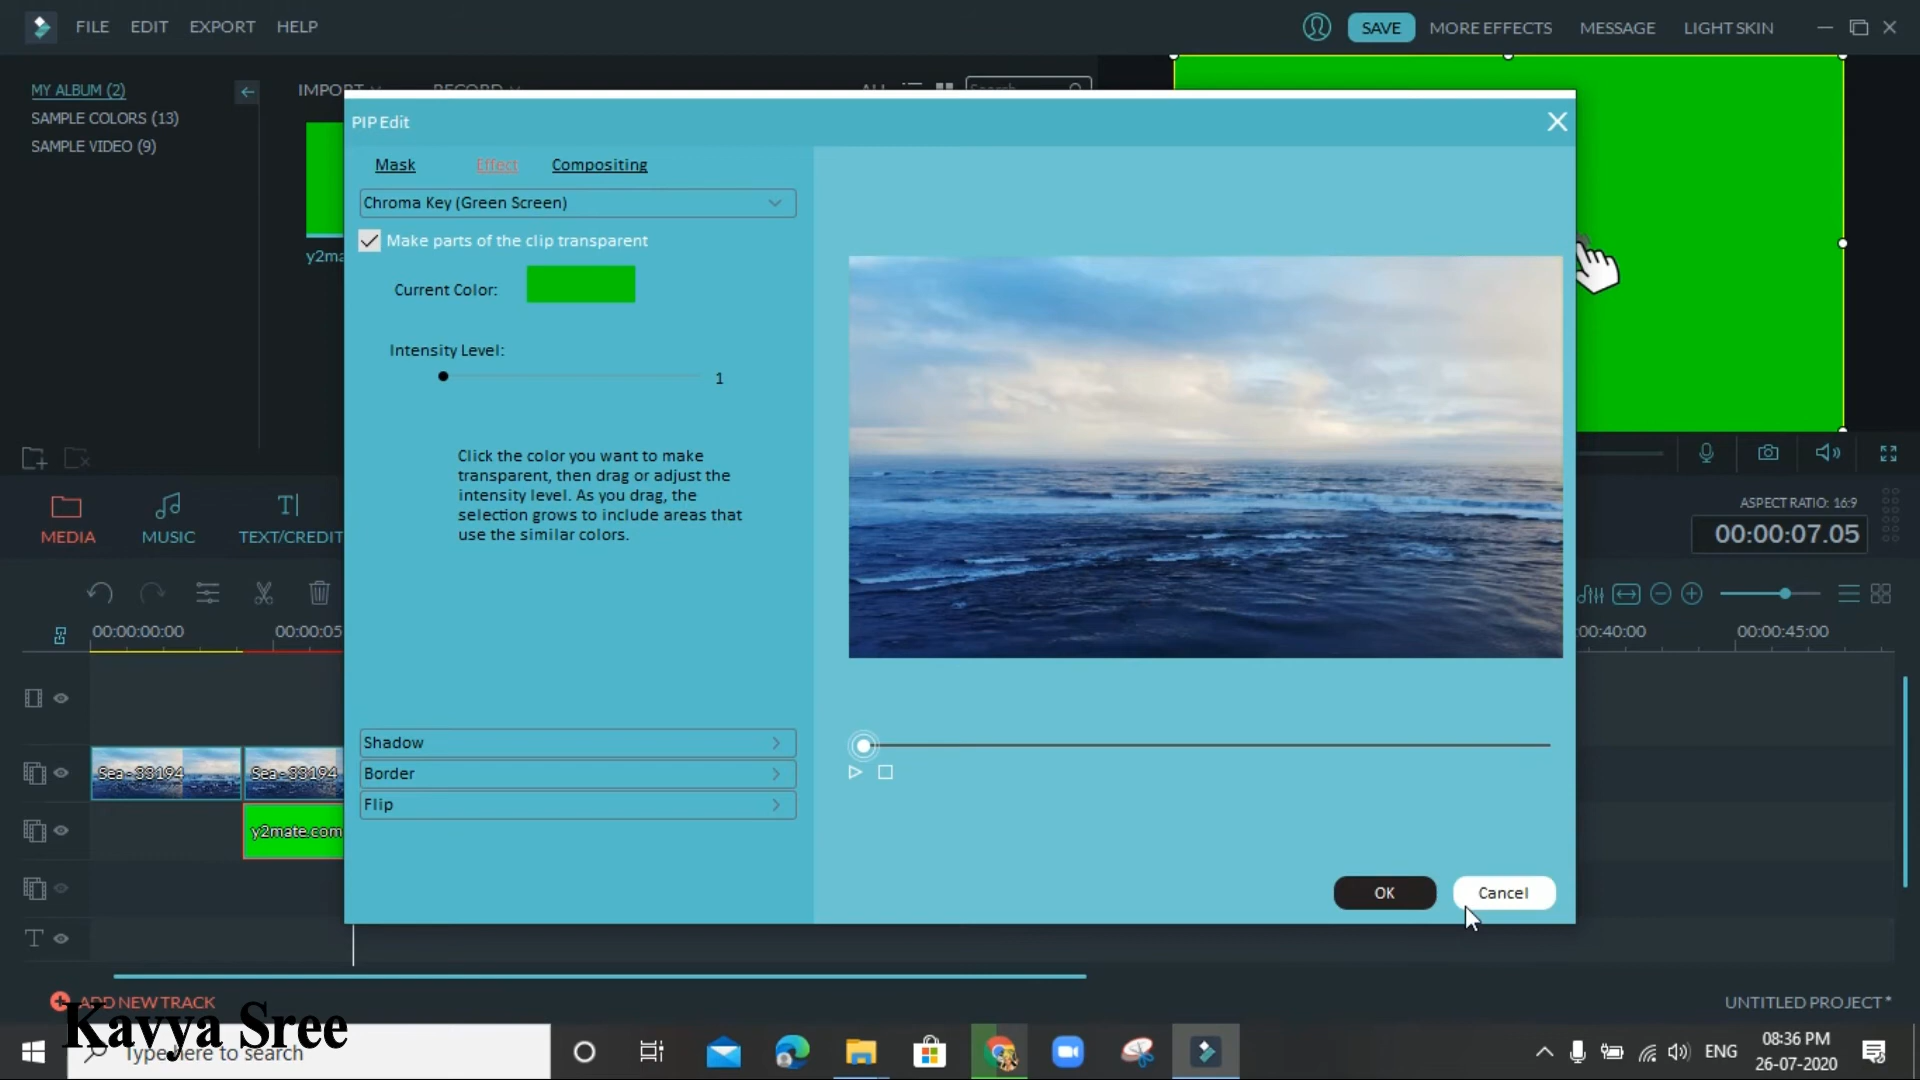 FILE EDIT EXPORT HELP
SAVE MORE EFFECTS MESSAGE LIGHT SKIN
MY ALBUM (2)
SAMPLE COLORS (13)
SAMPLE VIDEO (9)
IMPORT RECORD ALL Search
y2ma
PIP Edit
Mask Effect Compositing
Chroma Key (Green Screen)
Make parts of the clip transparent
Current Color:
Intensity Level:
1
Click the color you want to make
transparent, then drag or adjust the
intensity level. As you drag, the
selection grows to include areas that
use the similar colors.
Shadow
Border
Flip
OK Cancel
MEDIA MUSIC TEXT/CREDIT
ASPECT RATIO: 16:9
00:00:07.05
00:00:00:00 00:00:05 00:40:00 00:00:45:00
Sea - 33194 Sea - 33194
y2mate.com
ADD NEW TRACK
UNTITLED PROJECT *
Kavya Sree
Type here to search
ENG
08:36 PM
26-07-2020